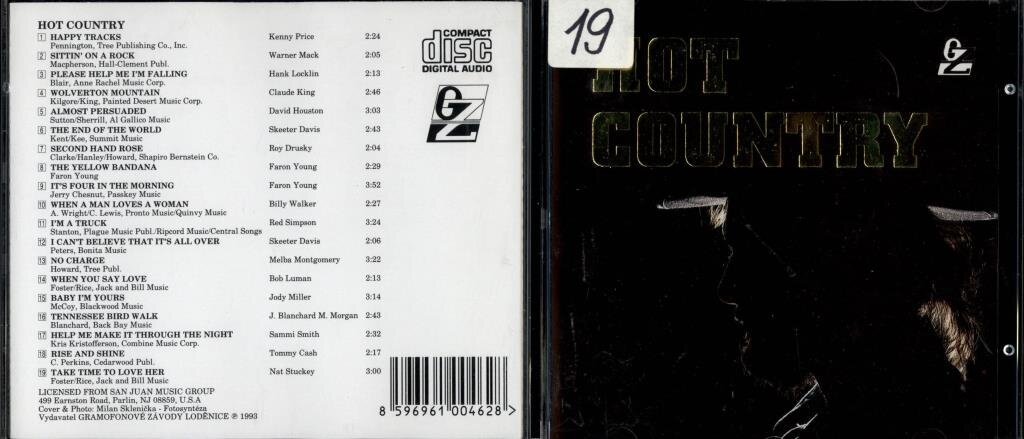 HOT COUNTRY
1 HAPPY TRACKS Kenny Price 2:24
Pennington, Tree Publishing Co., Inc.
2 SITTIN' ON A ROCK Warner Mack 2:05
Macpherson, Hall-Clement Publ.
3 PLEASE HELP ME I'M FALLING Hank Locklin 2:13
Blair, Anne Rachel Music Corp.
4 WOLVERTON MOUNTAIN Claude King 2:46
Kilgore/King, Painted Desert Music Corp.
5 ALMOST PERSUADED David Houston 3:03
Sutton/Sherrill, Al Gallico Music
6 THE END OF THE WORLD Skeeter Davis 2:43
Kent/Kee, Summit Music
7 SECOND HAND ROSE Roy Drusky 2:04
Clarke/Hanley/Howard, Shapiro Bernstein Co.
8 THE YELLOW BANDANA Faron Young 2:29
Faron Young
9 IT'S FOUR IN THE MORNING Faron Young 3:52
Jerry Chesnut, Passkey Music
10 WHEN A MAN LOVES A WOMAN Billy Walker 2:27
A. Wright/C. Lewis, Pronto Music/Quinvy Music
11 I'M A TRUCK Red Simpson 3:24
Stanton, Plague Music Publ./Ripcord Music/Central Songs
12 I CAN'T BELIEVE THAT IT'S ALL OVER Skeeter Davis 2:06
Peters, Bonita Music
13 NO CHARGE Melba Montgomery 3:22
Howard, Tree Publ.
14 WHEN YOU SAY LOVE Bob Luman 2:13
Foster/Rice, Jack and Bill Music
15 BABY I'M YOURS Jody Miller 3:14
McCoy, Blackwood Music
16 TENNESSEE BIRD WALK J. Blanchard M. Morgan 2:43
Blanchard, Back Bay Music
17 HELP ME MAKE IT THROUGH THE NIGHT Sammi Smith 2:32
Kris Kristofferson, Combine Music Corp.
18 RISE AND SHINE Tommy Cash 2:17
C. Perkins, Cedarwood Publ.
19 TAKE TIME TO LOVE HER Nat Stuckey 3:00
Foster/Rice, Jack and Bill Music
LICENSED FROM SAN JUAN MUSIC GROUP
499 Earnston Road, Parlin, NJ 08859, U.S.A
Cover & Photo: Milan Sklenička - Fotosyntéza
Vydavatel GRAMOFONOVÉ ZÁVODY LODĚNICE ℗ 1993
COMPACT
disc
DIGITAL AUDIO
GZ
8 596961 004628 >
19
HOT
COUNTRY
GZ